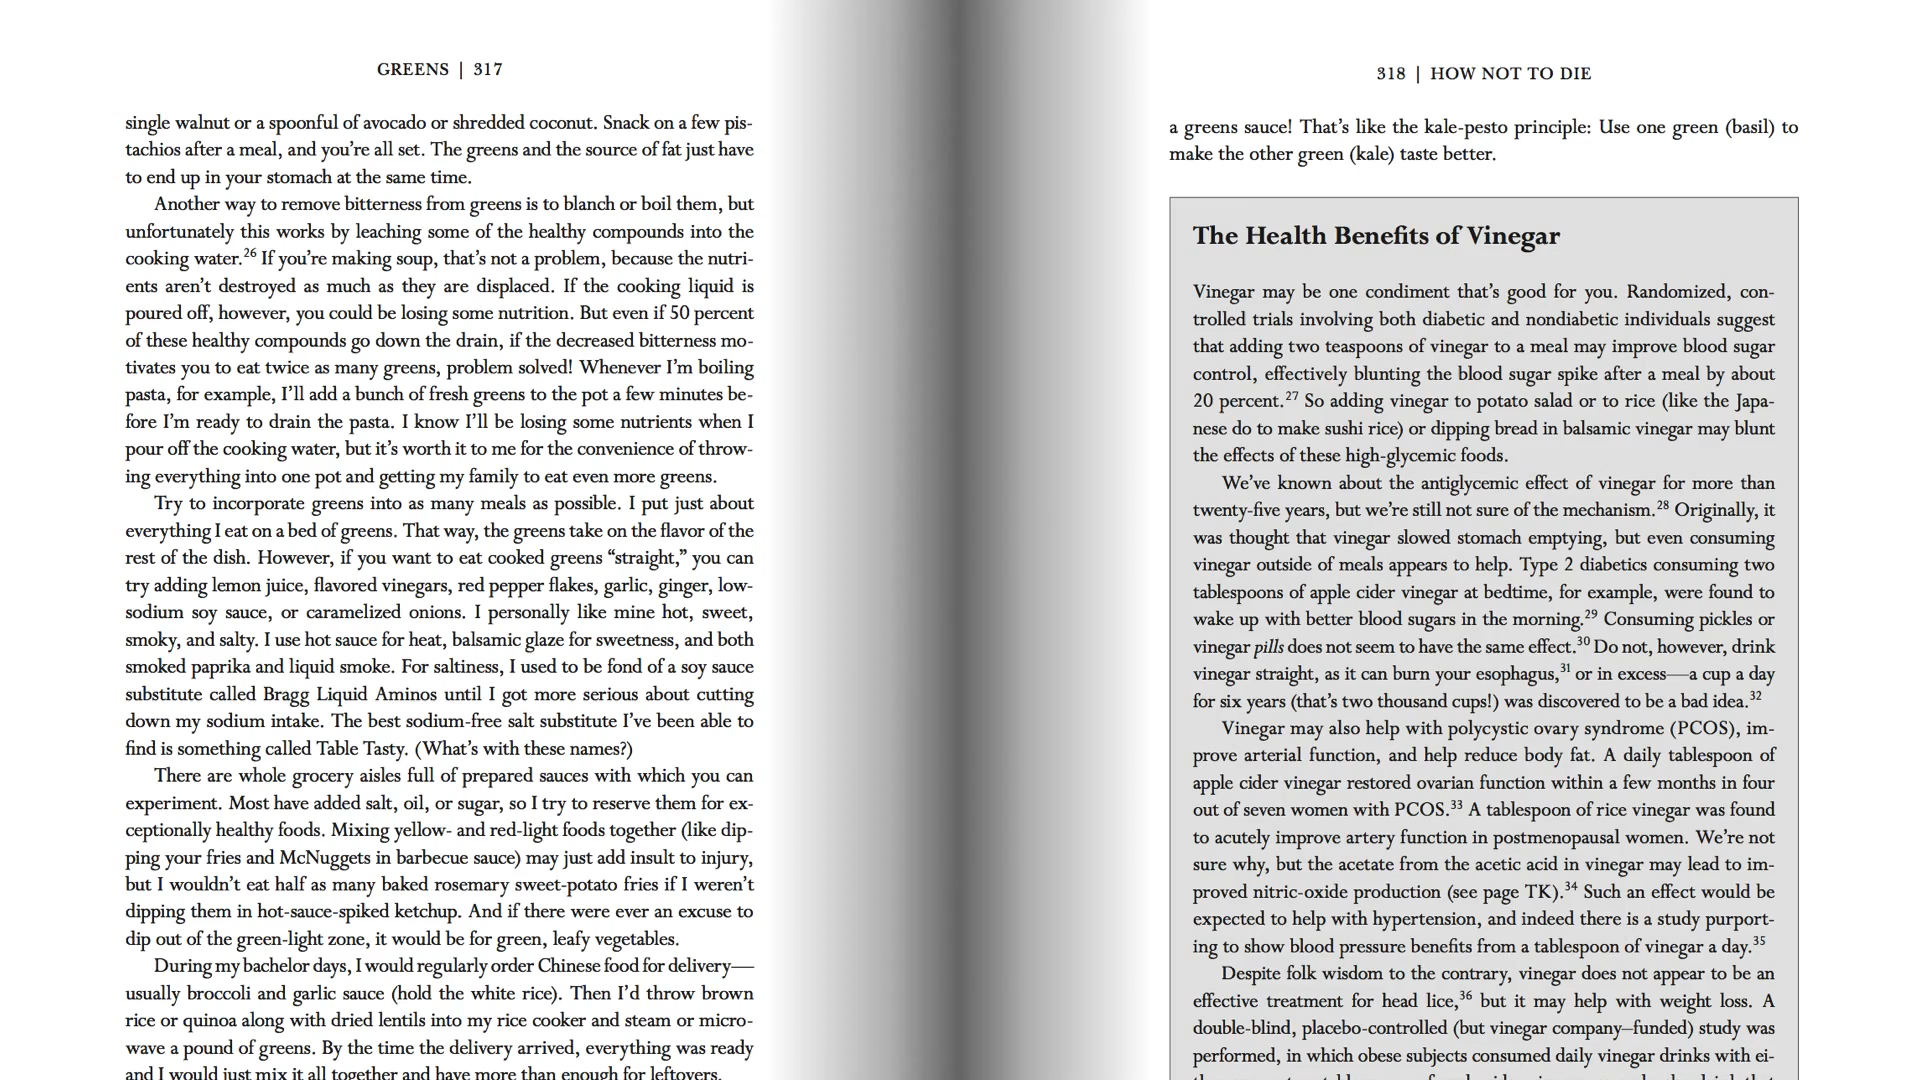 GREENS | 317
single walnut or a spoonful of avocado or shredded coconut. Snack on a few pis-
tachios after a meal, and you’re all set. The greens and the source of fat just have
to end up in your stomach at the same time.
Another way to remove bitterness from greens is to blanch or boil them, but
unfortunately this works by leaching some of the healthy compounds into the
cooking water.26 If you’re making soup, that’s not a problem, because the nutri-
ents aren’t destroyed as much as they are displaced. If the cooking liquid is
poured off, however, you could be losing some nutrition. But even if 50 percent
of these healthy compounds go down the drain, if the decreased bitterness mo-
tivates you to eat twice as many greens, problem solved! Whenever I’m boiling
pasta, for example, I’ll add a bunch of fresh greens to the pot a few minutes be-
fore I’m ready to drain the pasta. I know I’ll be losing some nutrients when I
pour off the cooking water, but it’s worth it to me for the convenience of throw-
ing everything into one pot and getting my family to eat even more greens.
Try to incorporate greens into as many meals as possible. I put just about
everything I eat on a bed of greens. That way, the greens take on the flavor of the
rest of the dish. However, if you want to eat cooked greens “straight,” you can
try adding lemon juice, flavored vinegars, red pepper flakes, garlic, ginger, low-
sodium soy sauce, or caramelized onions. I personally like mine hot, sweet,
smoky, and salty. I use hot sauce for heat, balsamic glaze for sweetness, and both
smoked paprika and liquid smoke. For saltiness, I used to be fond of a soy sauce
substitute called Bragg Liquid Aminos until I got more serious about cutting
down my sodium intake. The best sodium-free salt substitute I’ve been able to
find is something called Table Tasty. (What’s with these names?)
There are whole grocery aisles full of prepared sauces with which you can
experiment. Most have added salt, oil, or sugar, so I try to reserve them for ex-
ceptionally healthy foods. Mixing yellow- and red-light foods together (like dip-
ping your fries and McNuggets in barbecue sauce) may just add insult to injury,
but I wouldn’t eat half as many baked rosemary sweet-potato fries if I weren’t
dipping them in hot-sauce-spiked ketchup. And if there were ever an excuse to
dip out of the green-light zone, it would be for green, leafy vegetables.
During my bachelor days, I would regularly order Chinese food for delivery—
usually broccoli and garlic sauce (hold the white rice). Then I’d throw brown
rice or quinoa along with dried lentils into my rice cooker and steam or micro-
wave a pound of greens. By the time the delivery arrived, everything was ready
and I would just mix it all together and have more than enough for leftovers.
318 | HOW NOT TO DIE
a greens sauce! That’s like the kale-pesto principle: Use one green (basil) to
make the other green (kale) taste better.
The Health Benefits of Vinegar
Vinegar may be one condiment that’s good for you. Randomized, con-
trolled trials involving both diabetic and nondiabetic individuals suggest
that adding two teaspoons of vinegar to a meal may improve blood sugar
control, effectively blunting the blood sugar spike after a meal by about
20 percent.27 So adding vinegar to potato salad or to rice (like the Japa-
nese do to make sushi rice) or dipping bread in balsamic vinegar may blunt
the effects of these high-glycemic foods.
We’ve known about the antiglycemic effect of vinegar for more than
twenty-five years, but we’re still not sure of the mechanism.28 Originally, it
was thought that vinegar slowed stomach emptying, but even consuming
vinegar outside of meals appears to help. Type 2 diabetics consuming two
tablespoons of apple cider vinegar at bedtime, for example, were found to
wake up with better blood sugars in the morning.29 Consuming pickles or
vinegar pills does not seem to have the same effect.30 Do not, however, drink
vinegar straight, as it can burn your esophagus,31 or in excess—a cup a day
for six years (that’s two thousand cups!) was discovered to be a bad idea.32
Vinegar may also help with polycystic ovary syndrome (PCOS), im-
prove arterial function, and help reduce body fat. A daily tablespoon of
apple cider vinegar restored ovarian function within a few months in four
out of seven women with PCOS.33 A tablespoon of rice vinegar was found
to acutely improve artery function in postmenopausal women. We’re not
sure why, but the acetate from the acetic acid in vinegar may lead to im-
proved nitric-oxide production (see page TK).34 Such an effect would be
expected to help with hypertension, and indeed there is a study purport-
ing to show blood pressure benefits from a tablespoon of vinegar a day.35
Despite folk wisdom to the contrary, vinegar does not appear to be an
effective treatment for head lice,36 but it may help with weight loss. A
double-blind, placebo-controlled (but vinegar company–funded) study was
performed, in which obese subjects consumed daily vinegar drinks with ei-